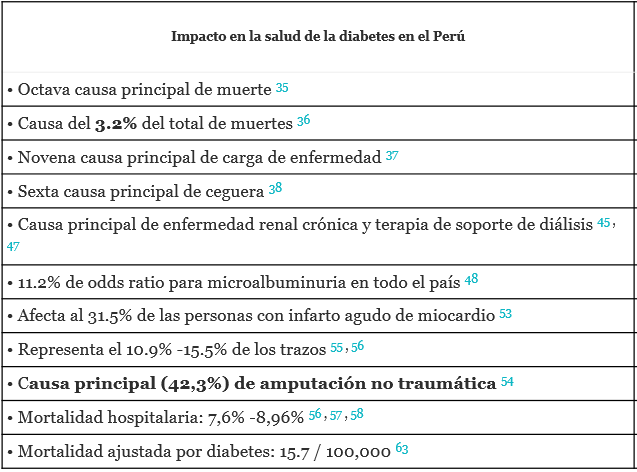 Impacto en la salud de la diabetes en el Perú
• Octava causa principal de muerte 35
• Causa del 3.2% del total de muertes 36
• Novena causa principal de carga de enfermedad 37
• Sexta causa principal de ceguera 38
• Causa principal de enfermedad renal crónica y terapia de soporte de diálisis 45,
47
• 11.2% de odds ratio para microalbuminuria en todo el país 48
• Afecta al 31.5% de las personas con infarto agudo de miocardio 53
• Representa el 10.9% -15.5% de los trazos 55,56
• Causa principal (42,3%) de amputación no traumática 54
• Mortalidad hospitalaria: 7,6% -8,96% 56,57,58
• Mortalidad ajustada por diabetes: 15.7 / 100,000 63